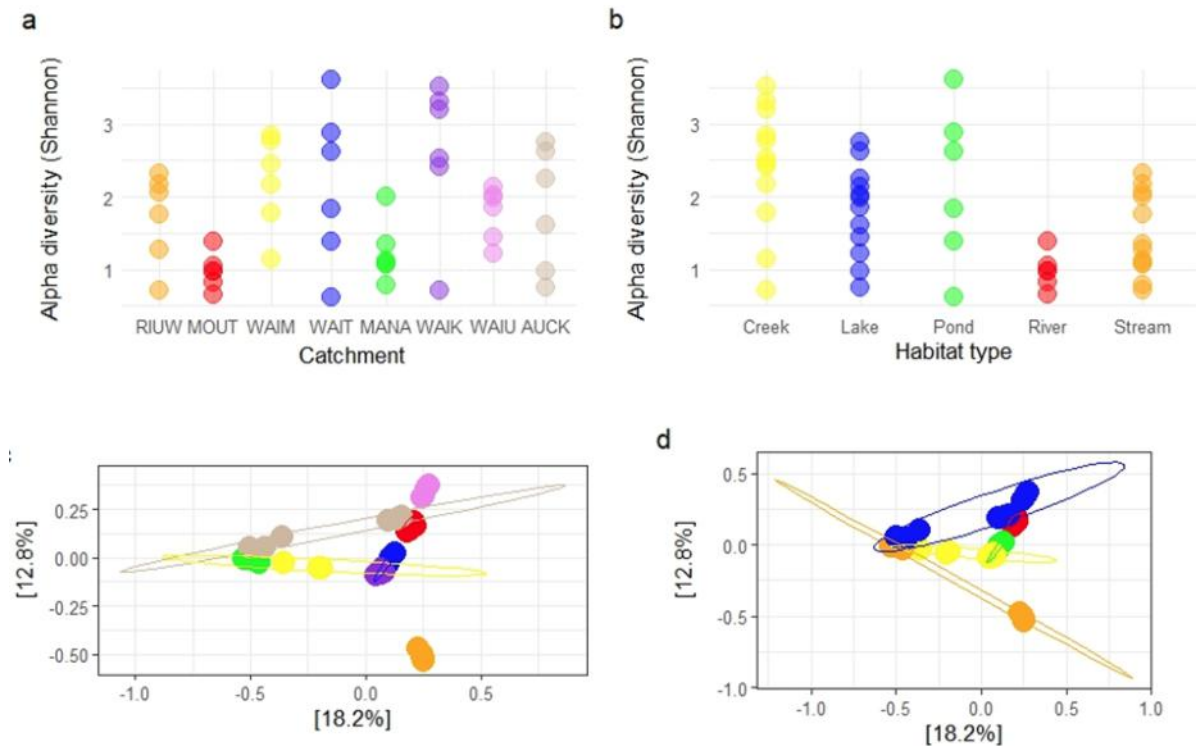 a
Alpha diversity (Shannon)
3
2
1
RIUW MOUT WAIM WAIT MANA WAIK WAIU AUCK
Catchment
b
Alpha diversity (Shannon)
3
2
1
Creek Lake Pond River Stream
Habitat type
[12.8%]
0.25
0.00
-0.25
-0.50
-1.0 -0.5 0.0 0.5
[18.2%]
d
[12.8%]
0.5
0.0
-0.5
-1.0
-1.0 -0.5 0.0 0.5 1.0
[18.2%]